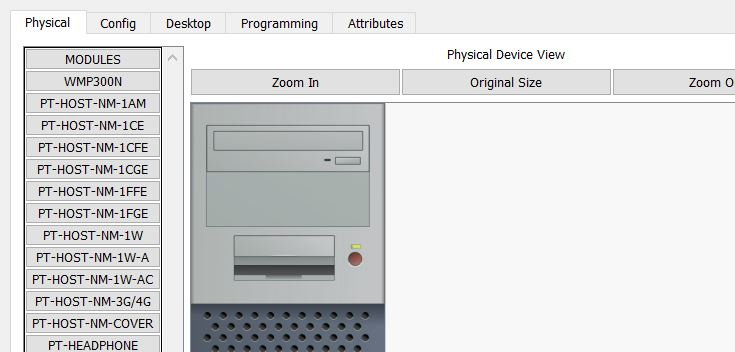 Physical
Config
Desktop
Programming
Attributes
MODULES
WMP300N
PT-HOST-NM-1AM
PT-HOST-NM-1CE
PT-HOST-NM-1CFE
PT-HOST-NM-1CGE
PT-HOST-NM-1FFE
PT-HOST-NM-1FGE
PT-HOST-NM-1W
PT-HOST-NM-1W-A
PT-HOST-NM-1W-AC
PT-HOST-NM-3G/4G
PT-HOST-NM-COVER
PT-HEADPHONE
Physical Device View
Zoom In
Original Size
Zoom O